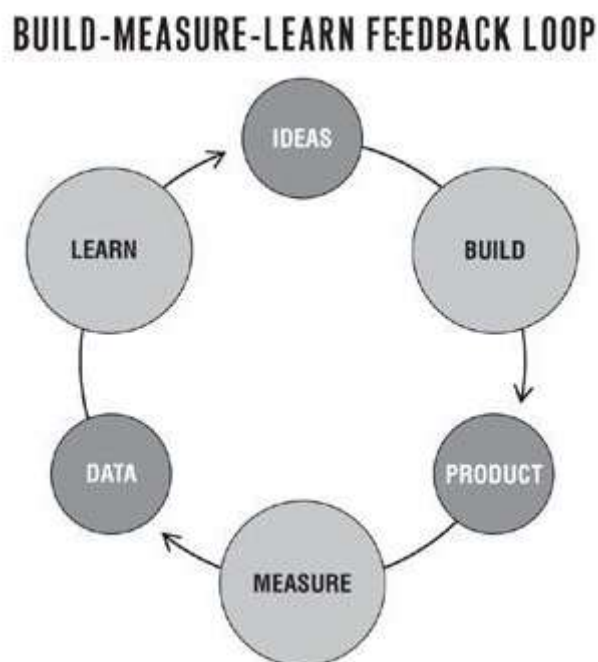 BUILD-MEASURE-LEARN FEEDBACK LOOP
IDEAS
BUILD
PRODUCT
MEASURE
DATA
LEARN